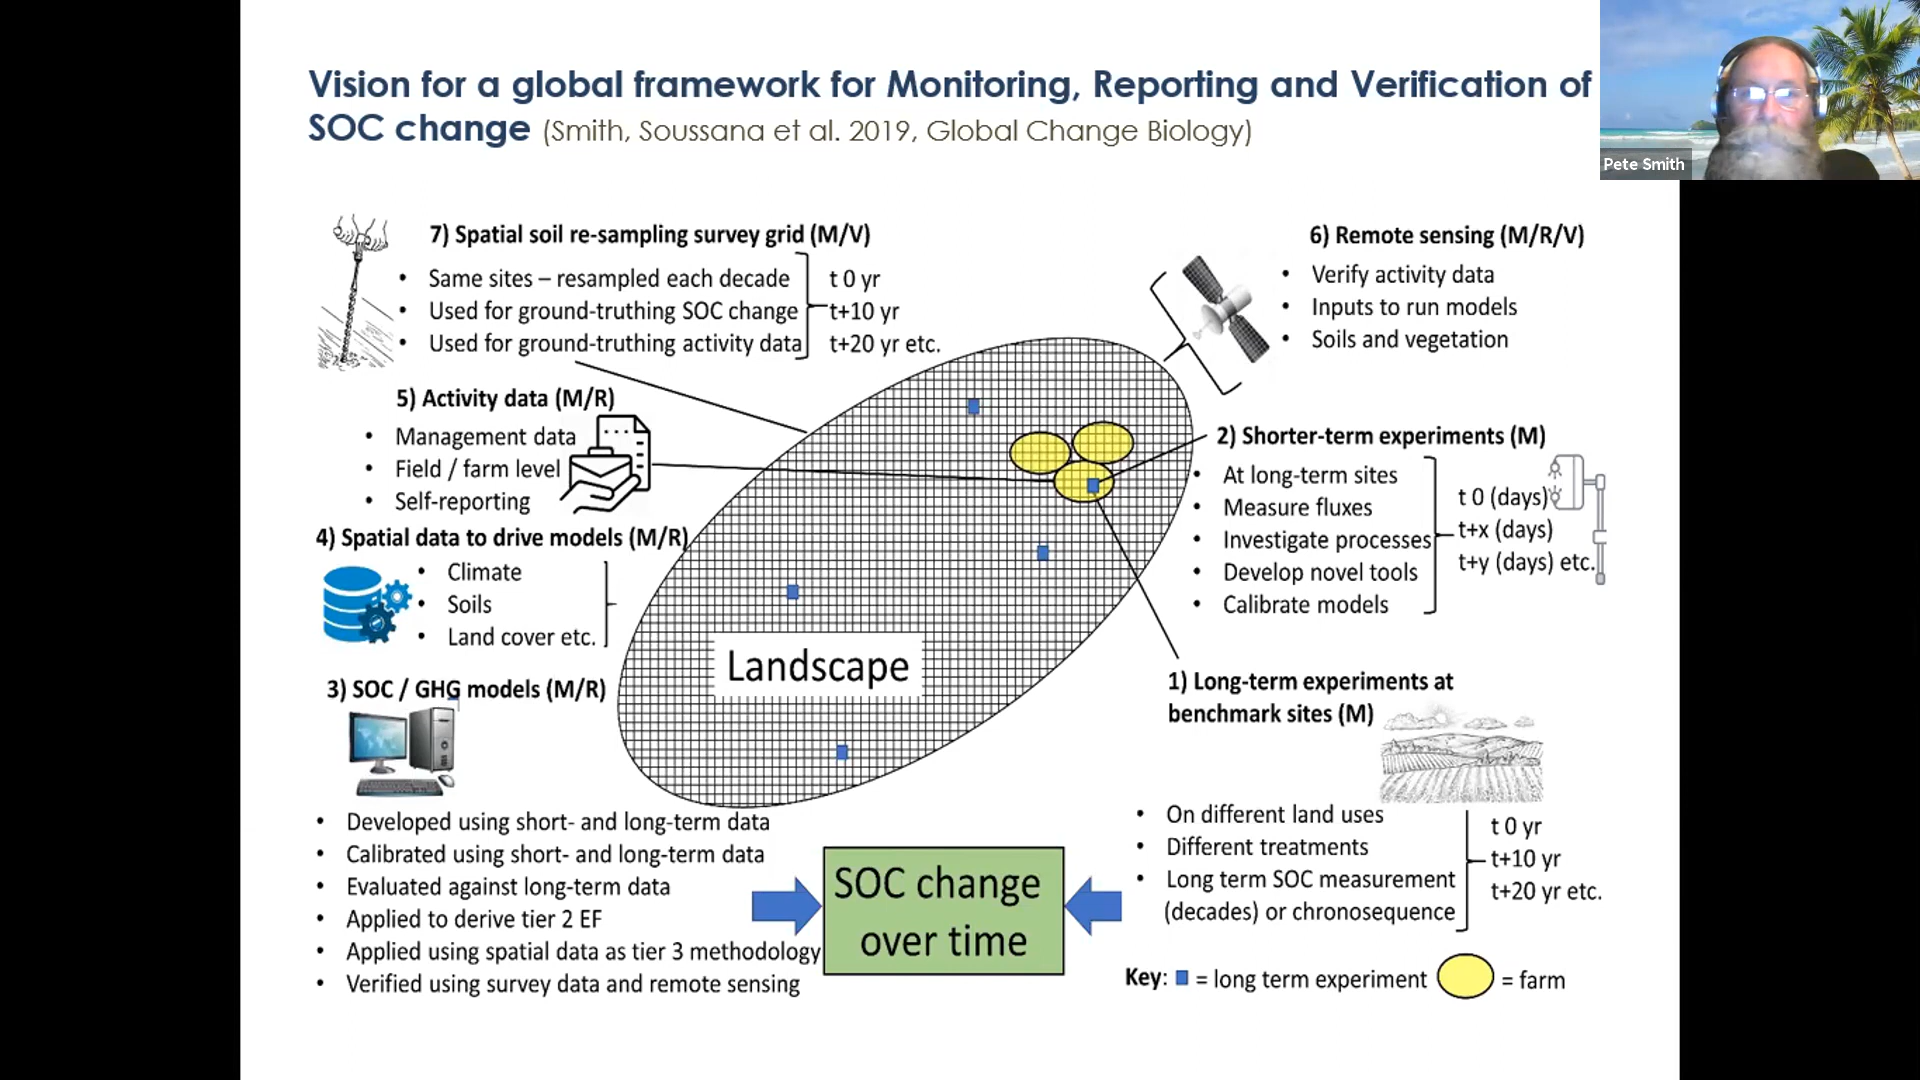 Vision for a global framework for Monitoring, Reporting and Verification of
SOC change (Smith, Soussana et al. 2019, Global Change Biology)
Pete Smith
7) Spatial soil re-sampling survey grid (M/V)
• Same sites – resampled each decade
• Used for ground-truthing SOC change
• Used for ground-truthing activity data
t 0 yr
t+10 yr
t+20 yr etc.
6) Remote sensing (M/R/V)
• Verify activity data
• Inputs to run models
• Soils and vegetation
5) Activity data (M/R)
• Management data
• Field / farm level
• Self-reporting
2) Shorter-term experiments (M)
• At long-term sites
• Measure fluxes
• Investigate processes
• Develop novel tools
• Calibrate models
t 0 (days)
t+x (days)
t+y (days) etc.
4) Spatial data to drive models (M/R)
• Climate
• Soils
• Land cover etc.
Landscape
3) SOC / GHG models (M/R)
• Developed using short- and long-term data
• Calibrated using short- and long-term data
• Evaluated against long-term data
• Applied to derive tier 2 EF
• Applied using spatial data as tier 3 methodology
• Verified using survey data and remote sensing
1) Long-term experiments at
benchmark sites (M)
• On different land uses
• Different treatments
• Long term SOC measurement
(decades) or chronosequence
t 0 yr
t+10 yr
t+20 yr etc.
SOC change
over time
Key: = long term experiment = farm